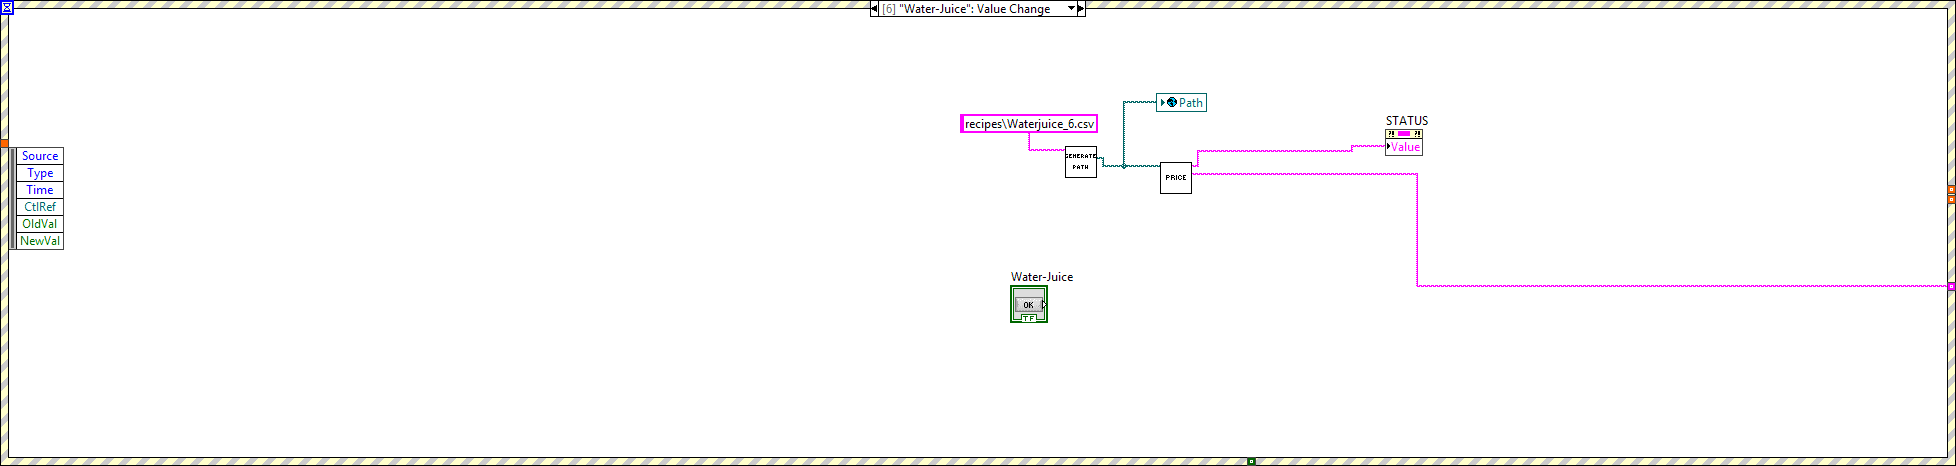 [6] "Water-Juice": Value Change
Path
recipes\Waterjuice_6.csv
STATUS
Value
GENERATE
PATH
PRICE
Source
Type
Time
CtlRef
OldVal
NewVal
Water-Juice
OK
TF